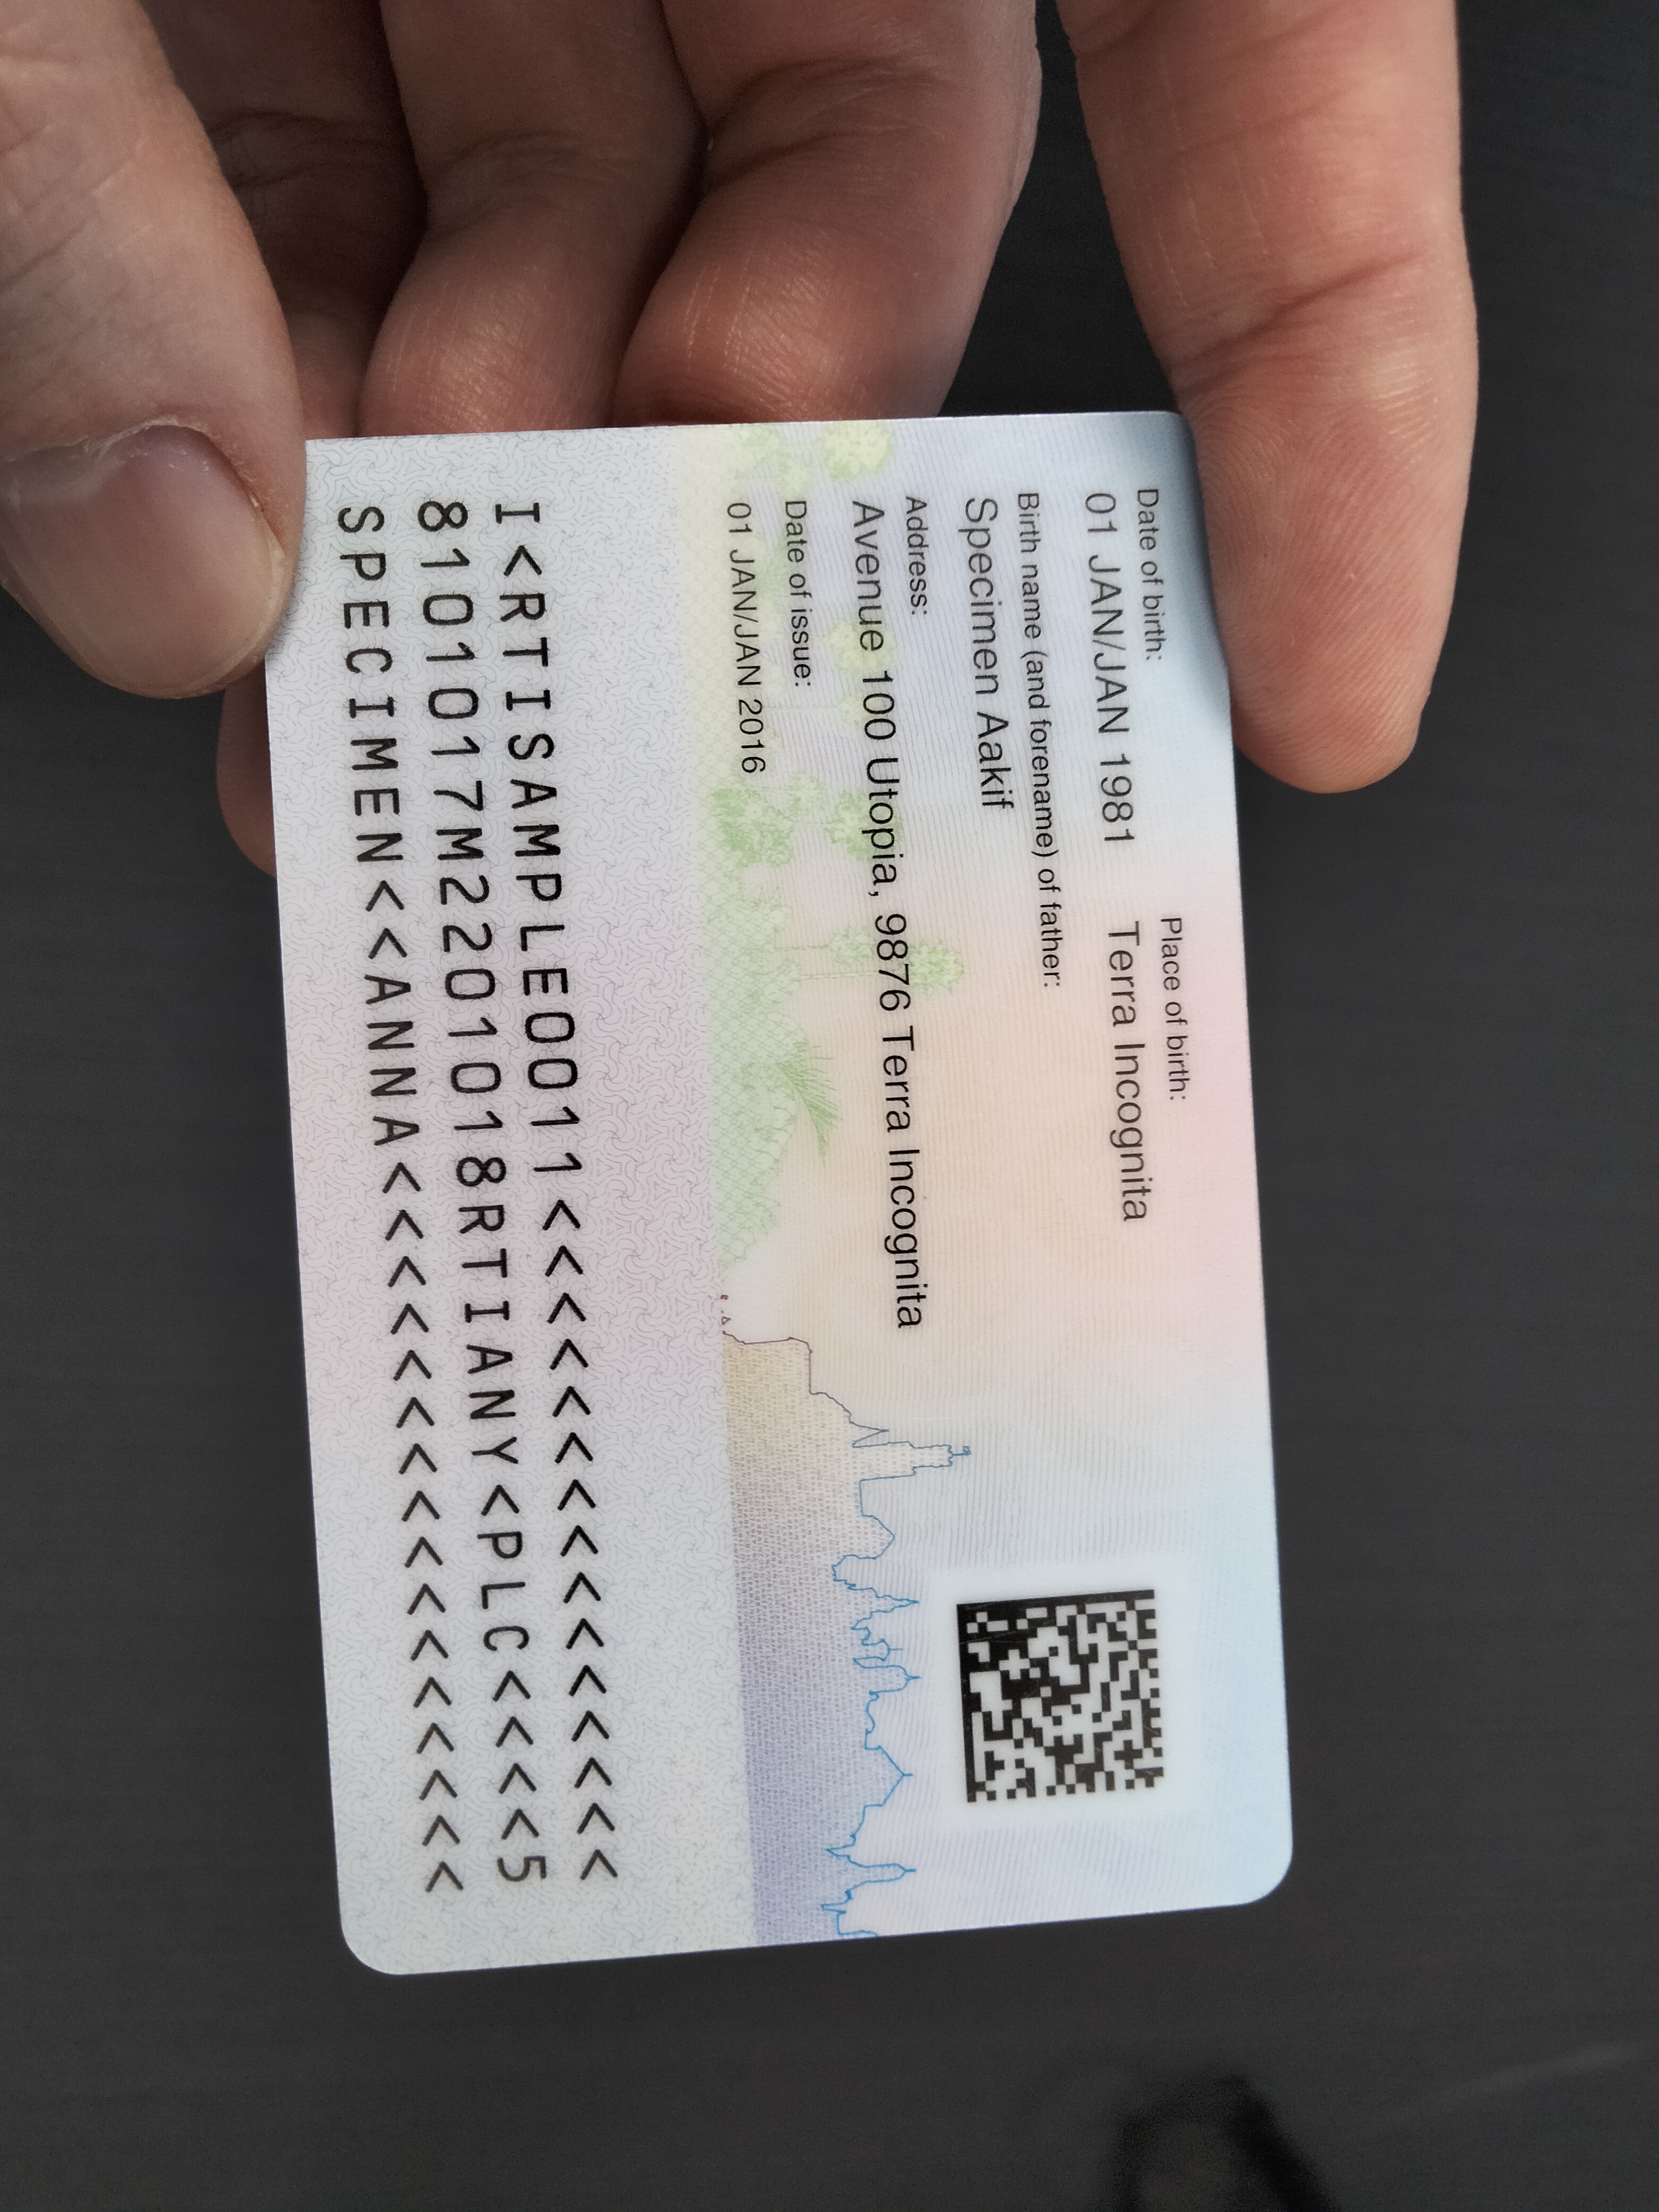 Date of birth: Place of birth:
01 JAN/JAN 1981 Terra Incognita
Birth name (and forename) of father:
Specimen Aakif
Address:
Avenue 100 Utopia, 9876 Terra Incognita
Date of issue:
01 JAN/JAN 2016
I<RTISAMPLE0011<<<<<<<<<<<<<<<
8101017M2201018RTIANY<PLC<<<<5
SPECIMEN<<ANNA<<<<<<<<<<<<<<<<